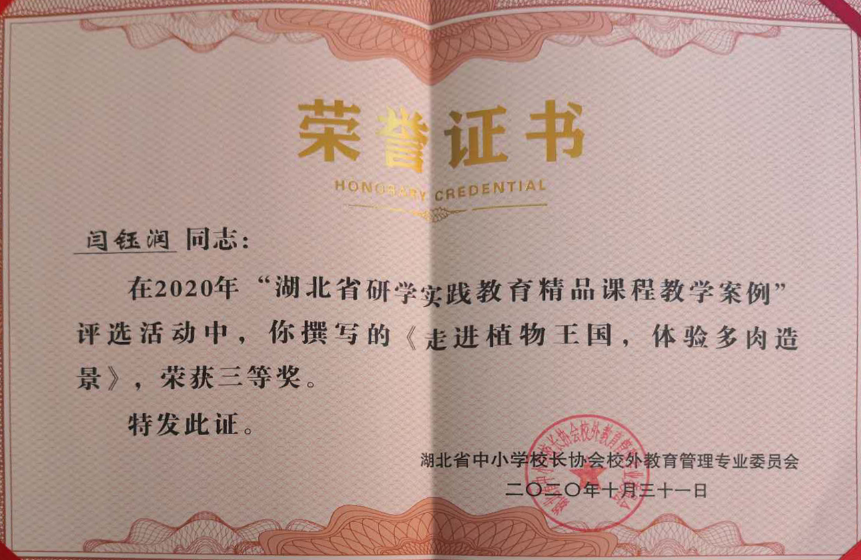 荣誉证书
HONORARY CREDENTIAL
闫钰润 同志：
在2020年“湖北省研学实践教育精品课程教学案例”
评选活动中，你撰写的《走进植物王国，体验多肉造
景》，荣获三等奖。
特发此证。
湖北省中小学校长协会校外教育管理专业委员会
二〇二〇年十月三十一日